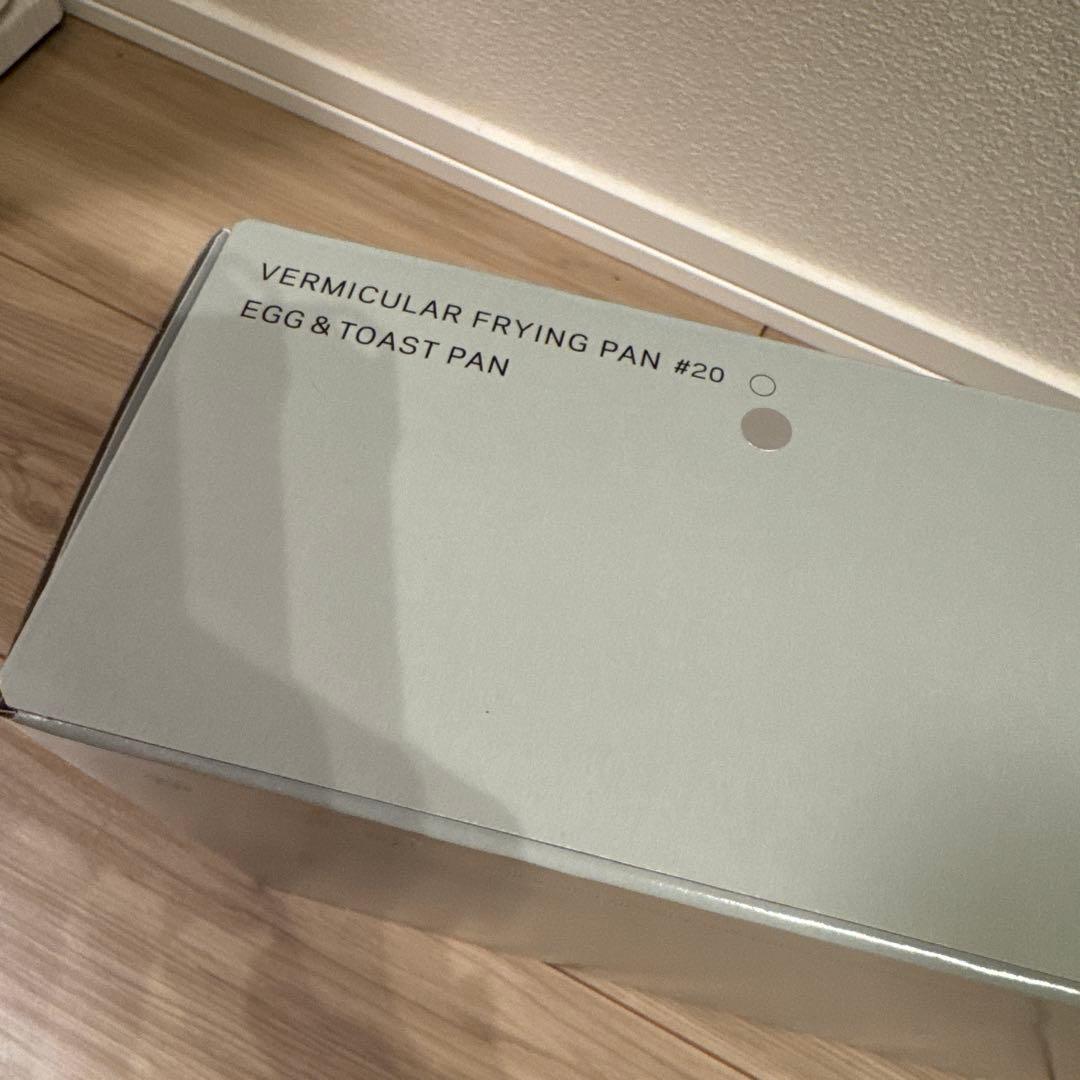 VERMICULAR FRYING PAN #20
EGG & TOAST PAN